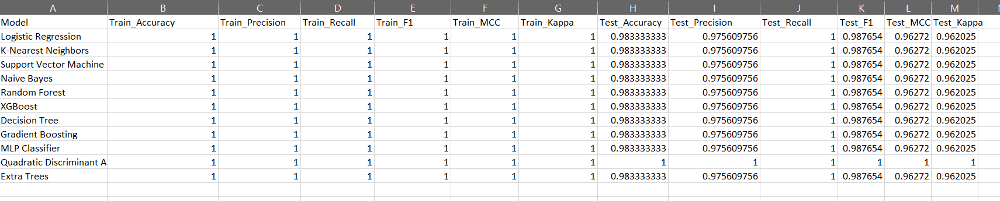 A B C D E F G H I J K L M
Model Train_Accuracy Train_Precision Train_Recall Train_F1 Train_MCC Train_Kappa Test_Accuracy Test_Precision Test_Recall Test_F1 Test_MCC Test_Kappa
Logistic Regression 1 1 1 1 1 1 0.983333333 0.975609756 1 0.987654 0.96272 0.962025
K-Nearest Neighbors 1 1 1 1 1 1 0.983333333 0.975609756 1 0.987654 0.96272 0.962025
Support Vector Machine 1 1 1 1 1 1 0.983333333 0.975609756 1 0.987654 0.96272 0.962025
Naive Bayes 1 1 1 1 1 1 0.983333333 0.975609756 1 0.987654 0.96272 0.962025
Random Forest 1 1 1 1 1 1 0.983333333 0.975609756 1 0.987654 0.96272 0.962025
XGBoost 1 1 1 1 1 1 0.983333333 0.975609756 1 0.987654 0.96272 0.962025
Decision Tree 1 1 1 1 1 1 0.983333333 0.975609756 1 0.987654 0.96272 0.962025
Gradient Boosting 1 1 1 1 1 1 0.983333333 0.975609756 1 0.987654 0.96272 0.962025
MLP Classifier 1 1 1 1 1 1 0.983333333 0.975609756 1 0.987654 0.96272 0.962025
Quadratic Discriminant A 1 1 1 1 1 1 1 1 1 1 1 1
Extra Trees 1 1 1 1 1 1 0.983333333 0.975609756 1 0.987654 0.96272 0.962025